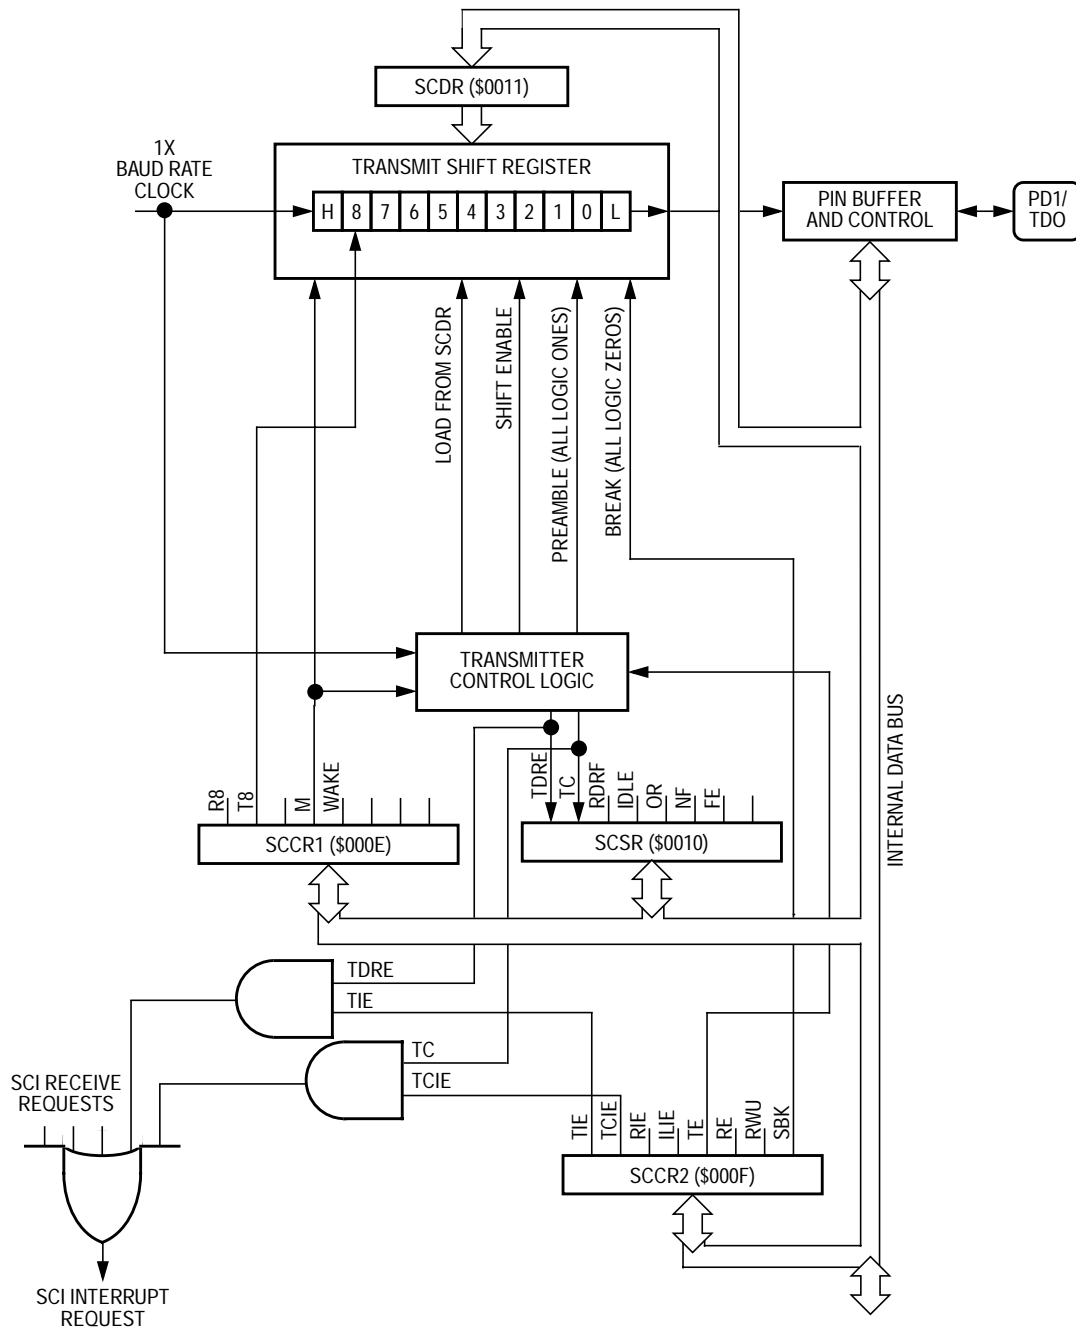 SCDR ($0011)
1X
BAUD RATE
CLOCK
TRANSMIT SHIFT REGISTER
H 8 7 6 5 4 3 2 1 0 L
PIN BUFFER
AND CONTROL
PD1/
TDO
LOAD FROM SCDR
SHIFT ENABLE
PREAMBLE (ALL LOGIC ONES)
BREAK (ALL LOGIC ZEROS)
TRANSMITTER
CONTROL LOGIC
INTERNAL DATA BUS
R8
T8
M
WAKE
SCCR1 ($000E)
TDRE
TC
RDRF
IDLE
OR
NF
FE
SCSR ($0010)
TDRE
TIE
TC
TCIE
SCI RECEIVE
REQUESTS
TIE
TCIE
RIE
ILIE
TE
RE
RWU
SBK
SCCR2 ($000F)
SCI INTERRUPT
REQUEST